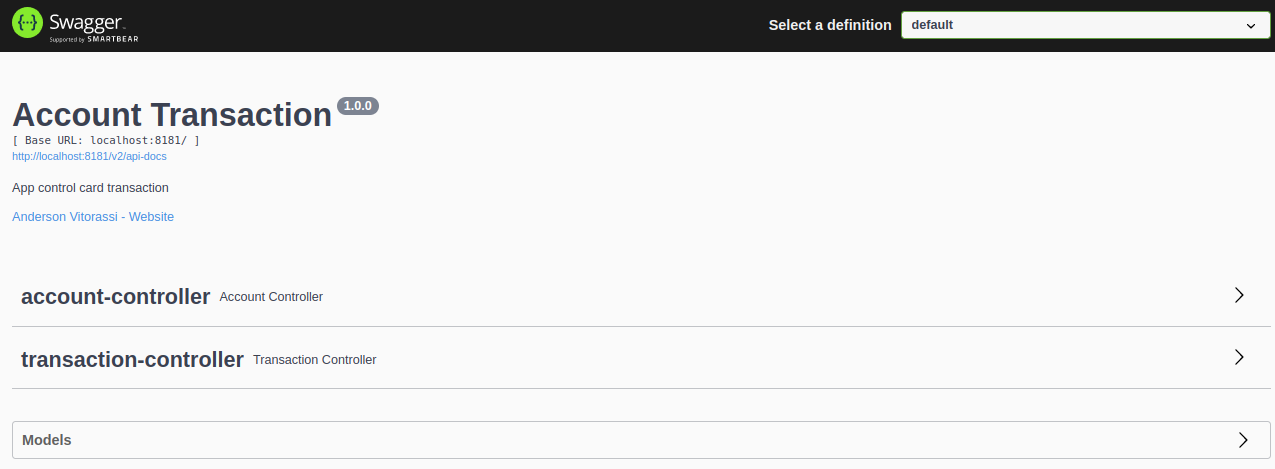 Swagger
Supported by SMARTBEAR
Select a definition
default
Account Transaction 1.0.0
[ Base URL: localhost:8181/ ]
http://localhost:8181/v2/api-docs
App control card transaction
Anderson Vitorassi - Website
account-controller Account Controller
transaction-controller Transaction Controller
Models